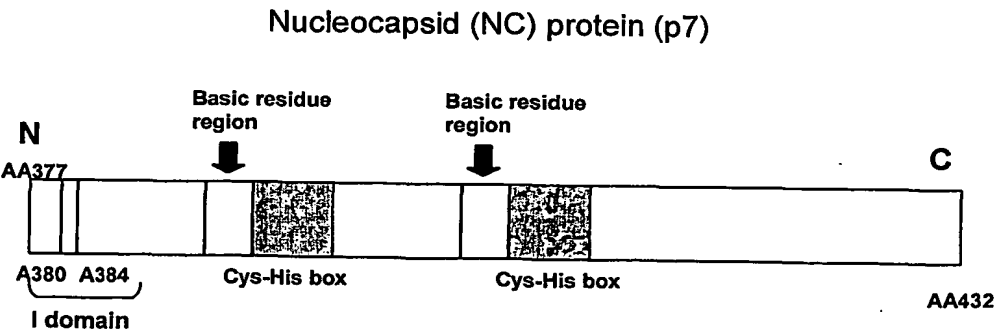 Nucleocapsid (NC) protein (p7)
Basic residue
region
Basic residue
region
N
C
AA377
A380
A384
Cys-His box
Cys-His box
AA432
I domain